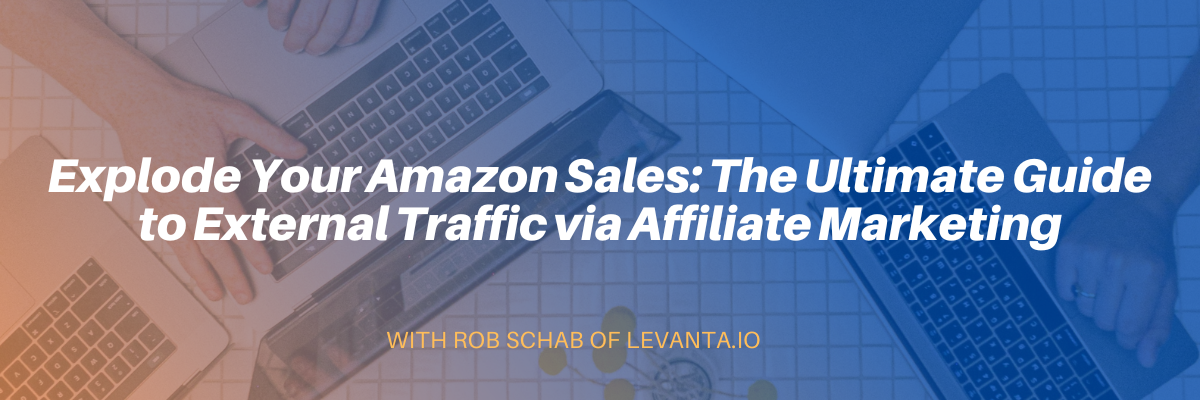 Explode Your Amazon Sales: The Ultimate Guide
to External Traffic via Affiliate Marketing
WITH ROB SCHAB OF LEVANTA.IO